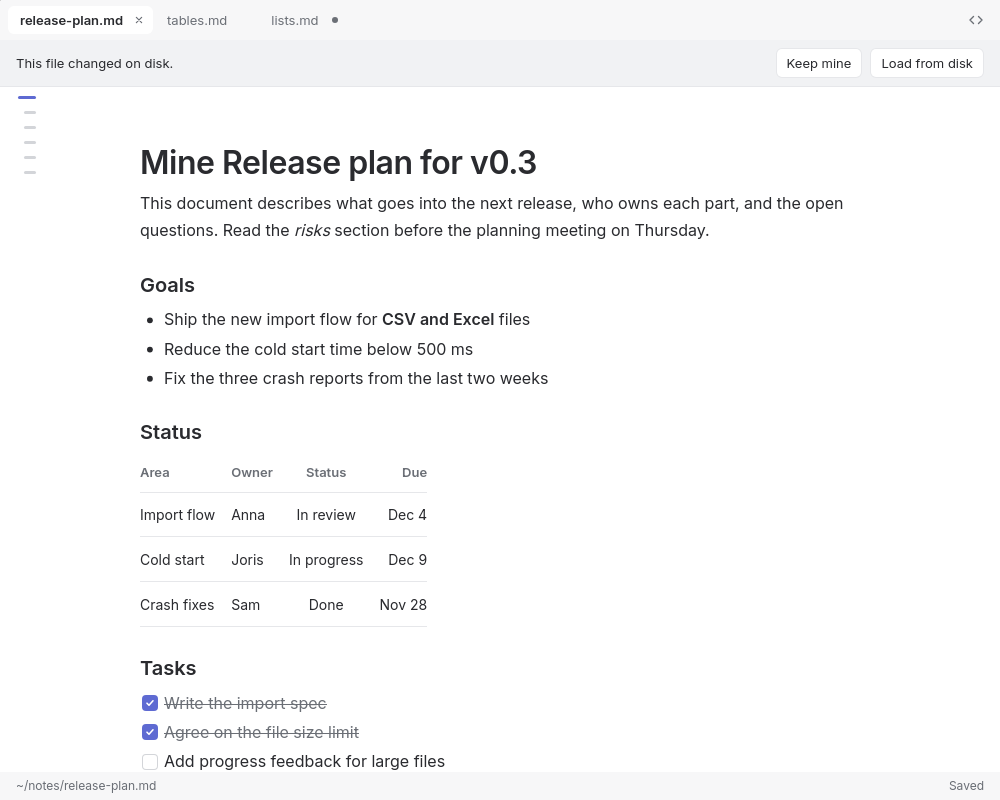 release-plan.md
tables.md
lists.md
This file changed on disk.
Keep mine
Load from disk
Mine Release plan for v0.3
This document describes what goes into the next release, who owns each part, and the open
questions. Read the risks section before the planning meeting on Thursday.
Goals
Ship the new import flow for CSV and Excel files
Reduce the cold start time below 500 ms
Fix the three crash reports from the last two weeks
Status
Area Owner Status Due
Import flow Anna In review Dec 4
Cold start Joris In progress Dec 9
Crash fixes Sam Done Nov 28
Tasks
Write the import spec
Agree on the file size limit
Add progress feedback for large files
~/notes/release-plan.md
Saved